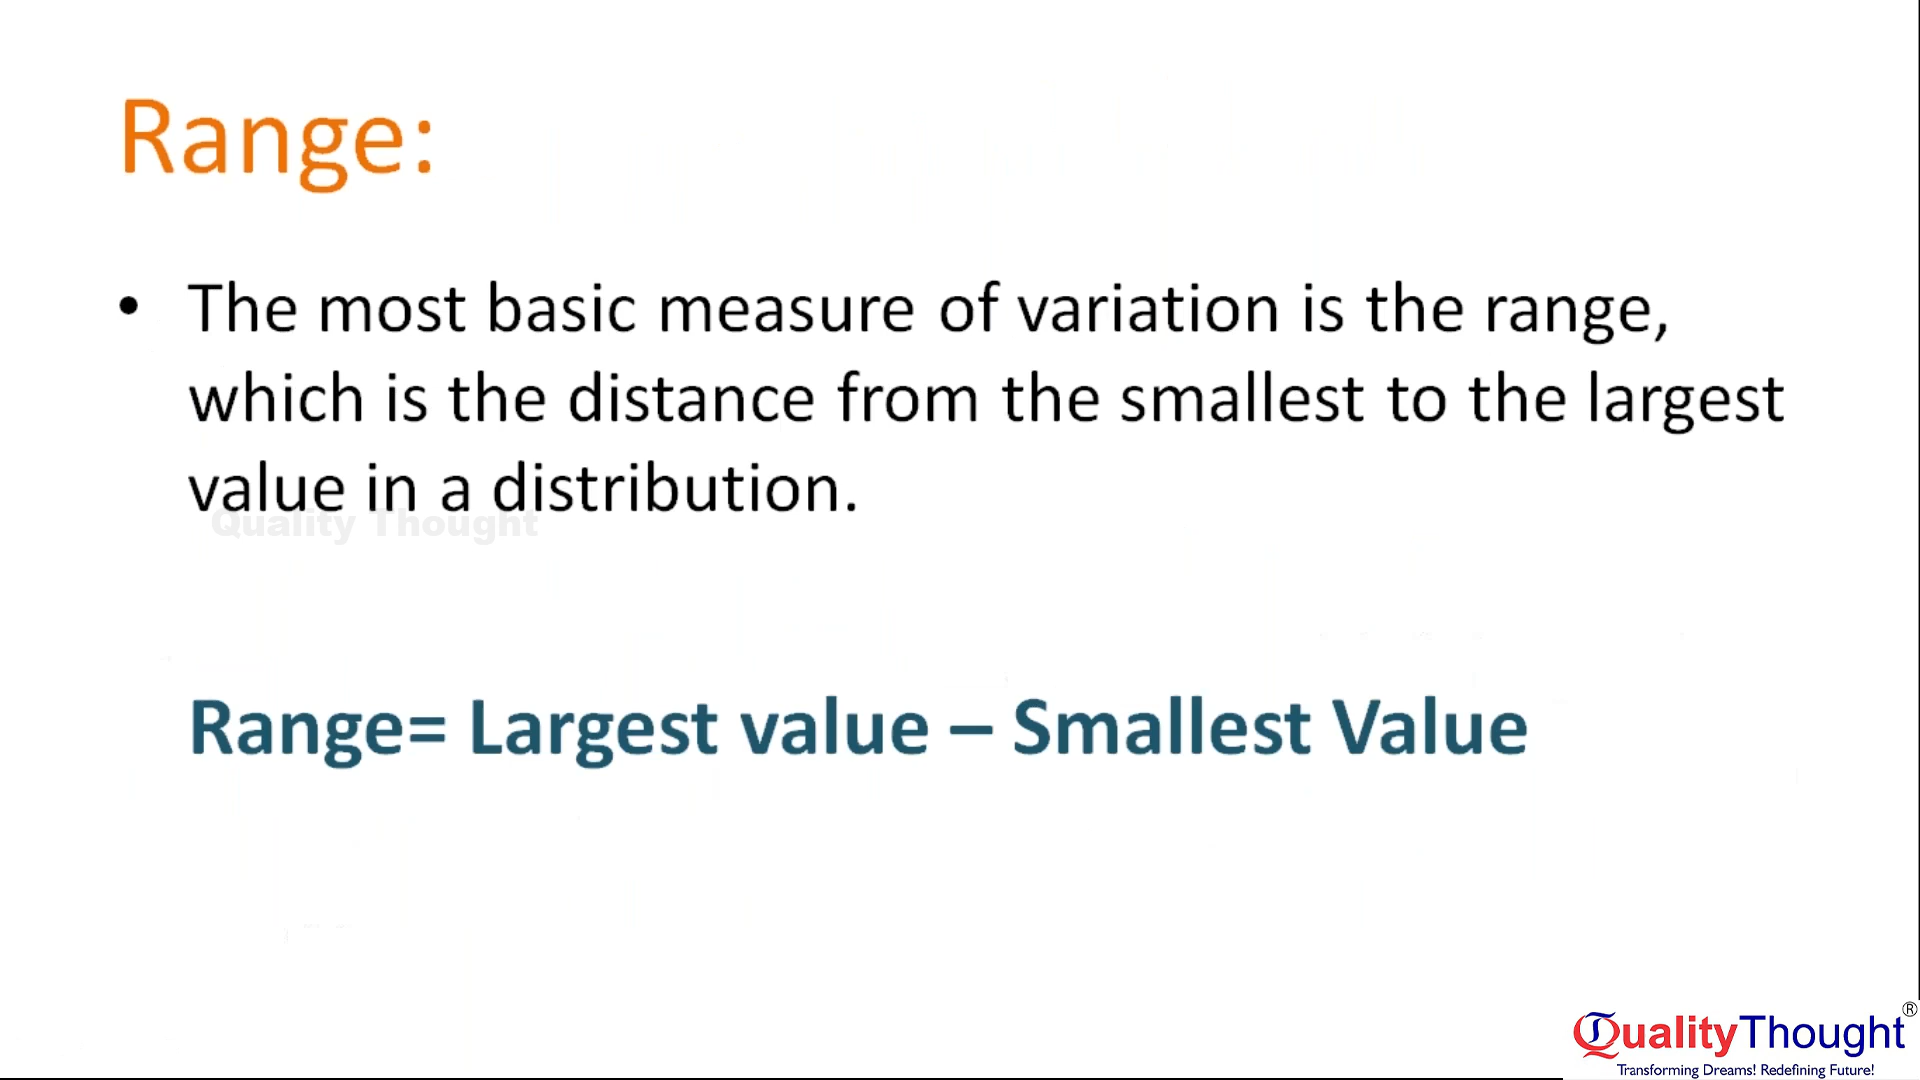 Range:
• The most basic measure of variation is the range,
which is the distance from the smallest to the largest
value in a distribution.
Quality Thought
Range= Largest value – Smallest Value
QualityThought®
Transforming Dreams! Redefining Future!